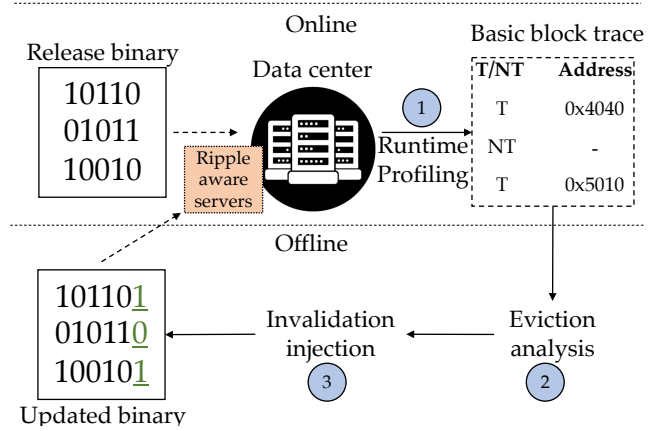 Online
Release binary
10110
01011
10010
Data center
Ripple
aware
servers
1
Runtime
Profiling
Basic block trace
T/NT Address
T 0x4040
NT -
T 0x5010
Offline
101101
010110
100101
Updated binary
Invalidation
injection
3
Eviction
analysis
2